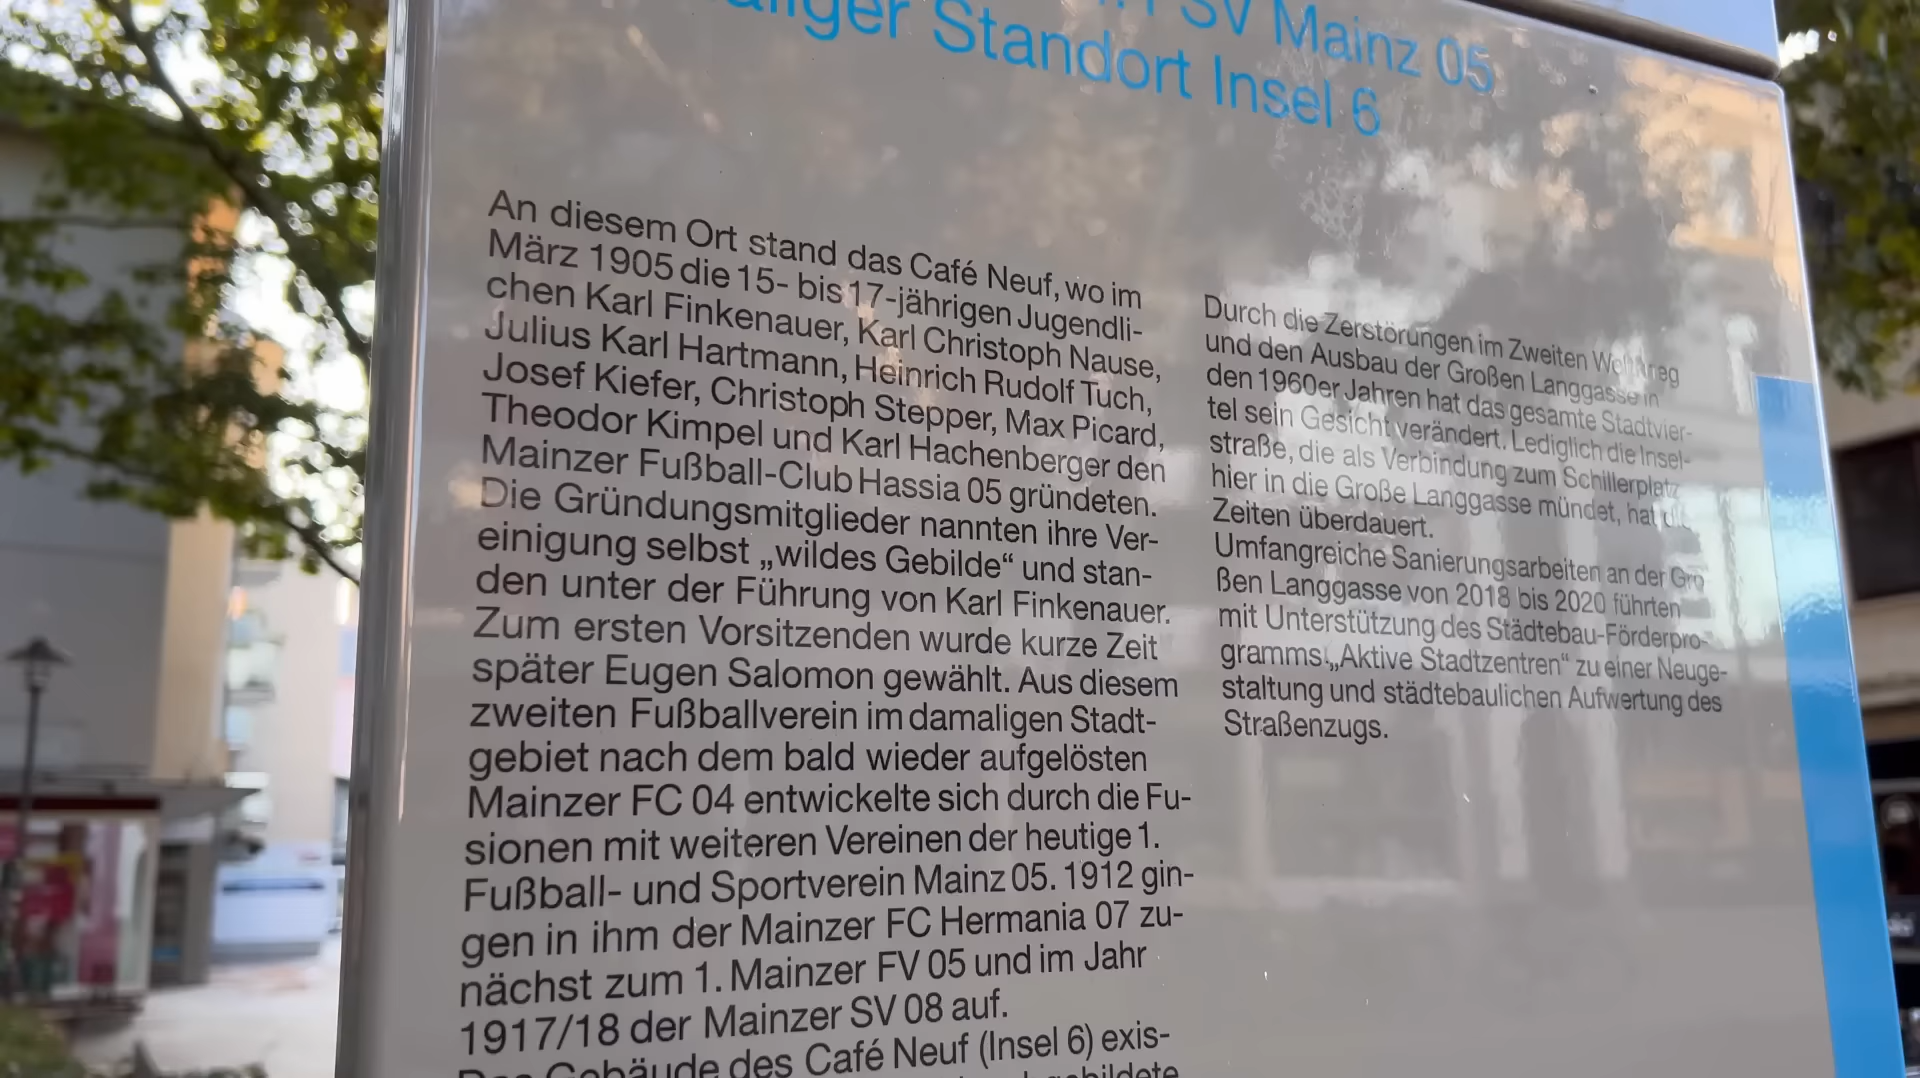 SV Mainz 05
Standort Insel 6
An diesem Ort stand das Café Neuf, wo im
März 1905 die 15- bis 17-jährigen Jugendli-
chen Karl Finkenauer, Karl Christoph Nause,
Julius Karl Hartmann, Heinrich Rudolf Tuch,
Josef Kiefer, Christoph Stepper, Max Picard,
Theodor Kimpel und Karl Hachenberger den
Mainzer Fußball-Club Hassia 05 gründeten.
Die Gründungsmitglieder nannten ihre Ver-
einigung selbst „wildes Gebilde“ und stan-
den unter der Führung von Karl Finkenauer.
Zum ersten Vorsitzenden wurde kurze Zeit
später Eugen Salomon gewählt. Aus diesem
zweiten Fußballverein im damaligen Stadt-
gebiet nach dem bald wieder aufgelösten
Mainzer FC 04 entwickelte sich durch die Fu-
sionen mit weiteren Vereinen der heutige 1.
Fußball- und Sportverein Mainz 05. 1912 gin-
gen in ihm der Mainzer FC Hermania 07 zu-
nächst zum 1. Mainzer FV 05 und im Jahr
1917/18 der Mainzer SV 08 auf.
Das Gebäude des Café Neuf (Insel 6) exis-
Durch die Zerstörungen im Zweiten Weltkrieg
und den Ausbau der Großen Langgasse in
den 1960er Jahren hat das gesamte Stadtvier-
tel sein Gesicht verändert. Lediglich die Insel-
straße, die als Verbindung zum Schillerplatz
hier in die Große Langgasse mündet, hat die
Zeiten überdauert.
Umfangreiche Sanierungsarbeiten an der Gro
ßen Langgasse von 2018 bis 2020 führten
mit Unterstützung des Städtebau-Förderpro-
gramms „Aktive Stadtzentren“ zu einer Neuge-
staltung und städtebaulichen Aufwertung des
Straßenzugs.